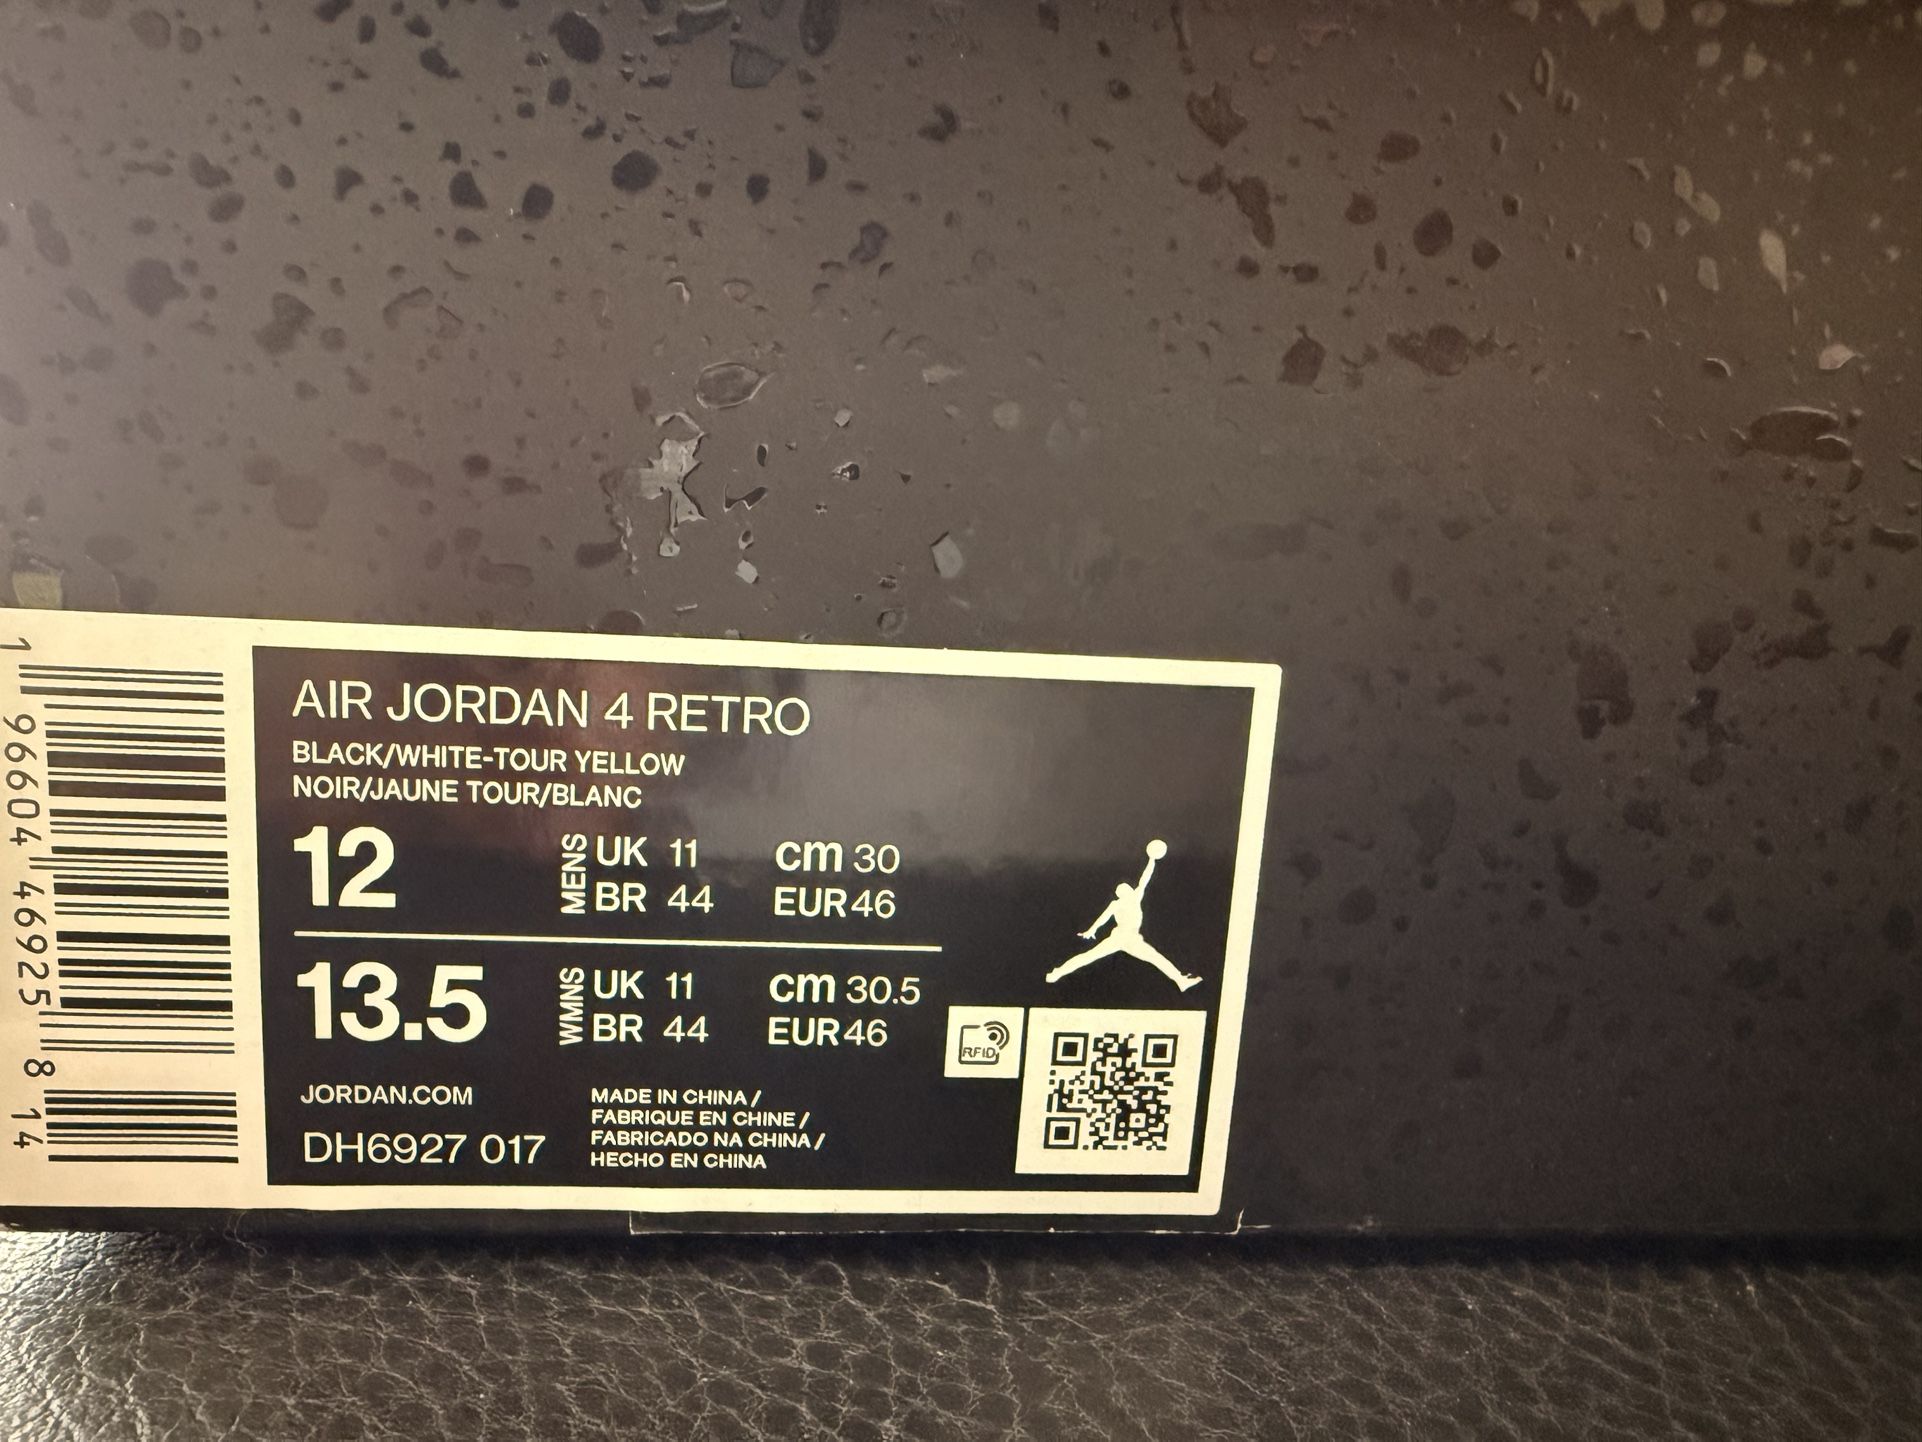 AIR JORDAN 4 RETRO
BLACK/WHITE-TOUR YELLOW
NOIR/JAUNE TOUR/BLANC
12 MENS UK 11 cm 30
BR 44 EUR 46
13.5 WMNS UK 11 cm 30.5
BR 44 EUR 46
RFID
JORDAN.COM
DH6927 017
MADE IN CHINA /
FABRIQUE EN CHINE /
FABRICADO NA CHINA /
HECHO EN CHINA
1 96604 46925 8 14